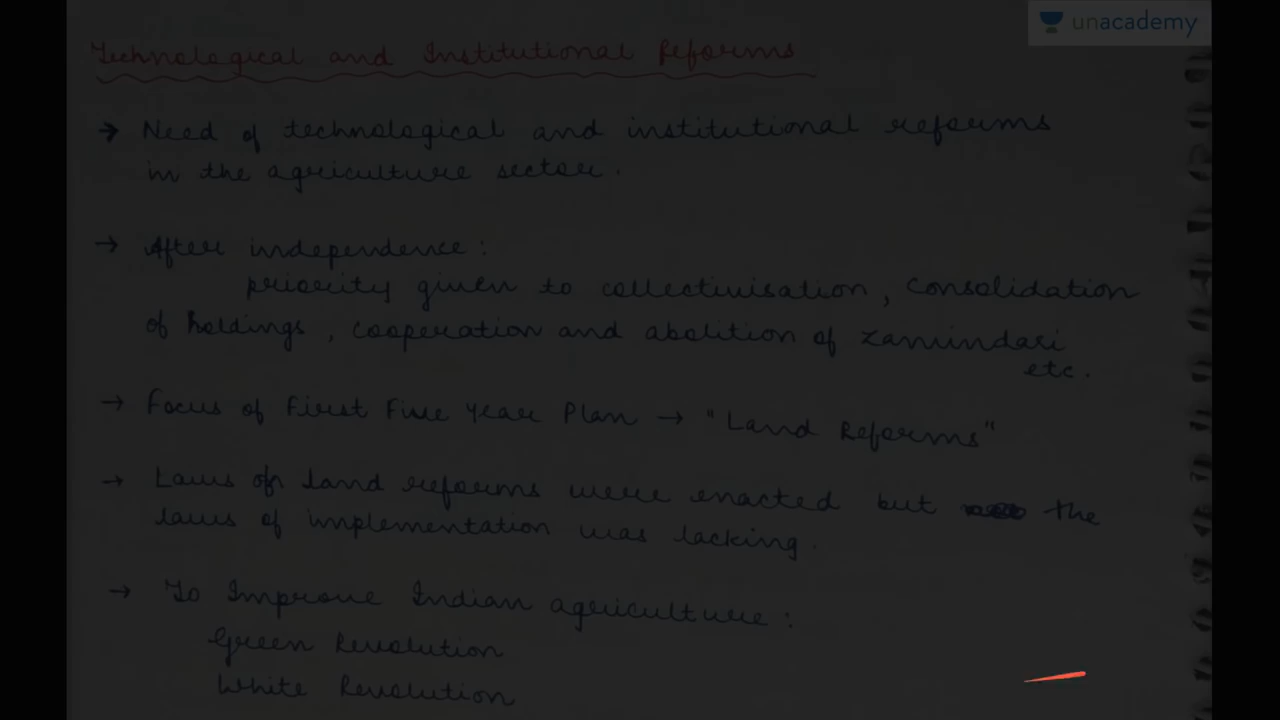 unacademy
Technological and Institutional Reforms
→ Need of technological and institutional reforms
in the agriculture sector.
→ After independence:
priority given to collectivisation, consolidation
of holdings, cooperation and abolition of zamindari
etc.
→ Focus of First Five Year Plan → "Land Reforms"
→ Laws of land reforms were enacted but the
laws of implementation was lacking.
→ To Improve Indian agriculture:
Green Revolution
White Revolution